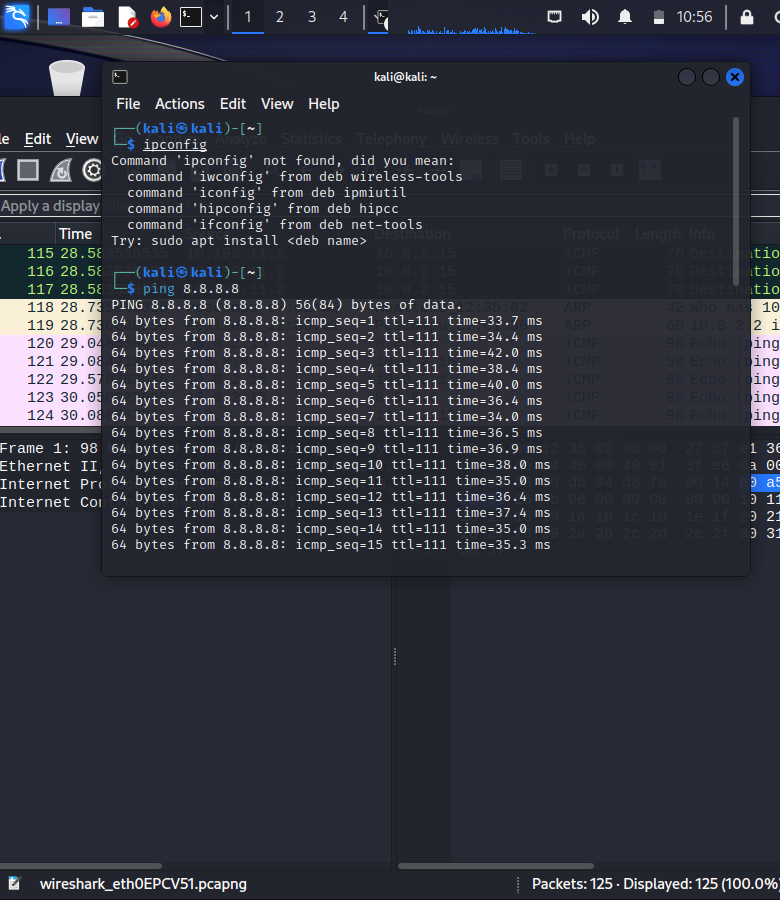 1 2 3 4 10:56
kali@kali: ~
File Actions Edit View Help
┌──(kali㉿kali)-[~]
└─$ ipconfig
Command 'ipconfig' not found, did you mean:
command 'iwconfig' from deb wireless-tools
command 'iconfig' from deb ipmiutil
command 'hipconfig' from deb hipcc
command 'ifconfig' from deb net-tools
Try: sudo apt install <deb name>
┌──(kali㉿kali)-[~]
└─$ ping 8.8.8.8
PING 8.8.8.8 (8.8.8.8) 56(84) bytes of data.
64 bytes from 8.8.8.8: icmp_seq=1 ttl=111 time=33.7 ms
64 bytes from 8.8.8.8: icmp_seq=2 ttl=111 time=34.4 ms
64 bytes from 8.8.8.8: icmp_seq=3 ttl=111 time=42.0 ms
64 bytes from 8.8.8.8: icmp_seq=4 ttl=111 time=38.4 ms
64 bytes from 8.8.8.8: icmp_seq=5 ttl=111 time=40.0 ms
64 bytes from 8.8.8.8: icmp_seq=6 ttl=111 time=36.4 ms
64 bytes from 8.8.8.8: icmp_seq=7 ttl=111 time=34.0 ms
64 bytes from 8.8.8.8: icmp_seq=8 ttl=111 time=36.5 ms
64 bytes from 8.8.8.8: icmp_seq=9 ttl=111 time=36.9 ms
64 bytes from 8.8.8.8: icmp_seq=10 ttl=111 time=38.0 ms
64 bytes from 8.8.8.8: icmp_seq=11 ttl=111 time=35.0 ms
64 bytes from 8.8.8.8: icmp_seq=12 ttl=111 time=36.4 ms
64 bytes from 8.8.8.8: icmp_seq=13 ttl=111 time=37.4 ms
64 bytes from 8.8.8.8: icmp_seq=14 ttl=111 time=35.0 ms
64 bytes from 8.8.8.8: icmp_seq=15 ttl=111 time=35.3 ms
le Edit View Analyze Statistics Telephony Wireless Tools Help
Apply a display
Time Destination Protocol Length Info
115 28.58 10.0.2.15 ICMP 70
116 28.58 10.0.2.15 ICMP 70
117 28.58 10.0.2.15 ICMP 70
118 28.73 ARP 42 Who has 10
119 28.73 ARP
120 29.04 ICMP 98 Echo (ping
121 29.08 ICMP 98 Echo (ping
122 29.57 ICMP 98 Echo (ping
123 30.05 ICMP 98 Echo (ping
124 30.08 ICMP 98 Echo (ping
Frame 1: 98
Ethernet II,
Internet Pro
Internet Con
wireshark_eth0EPCV51.pcapng
Packets: 125 · Displayed: 125 (100.0%)